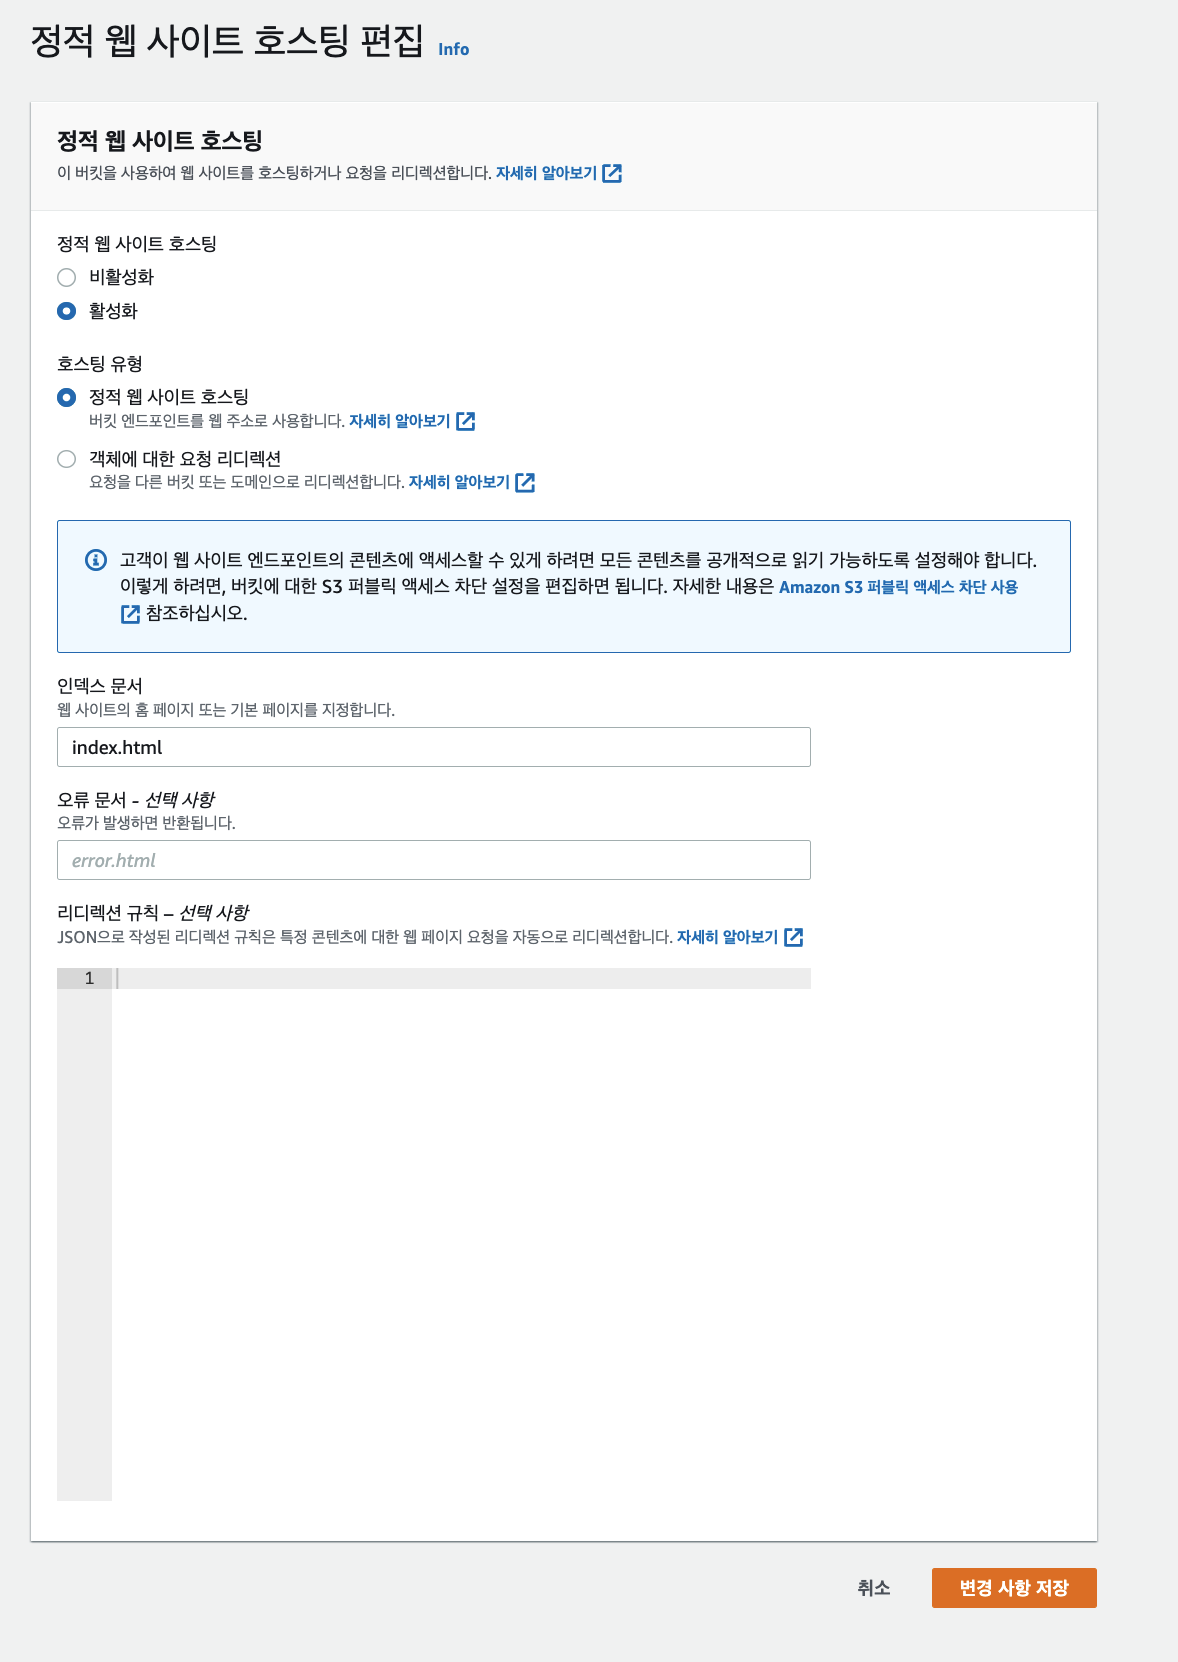 정적 웹 사이트 호스팅 편집 Info
정적 웹 사이트 호스팅
이 버킷을 사용하여 웹 사이트를 호스팅하거나 요청을 리디렉션합니다. 자세히 알아보기
정적 웹 사이트 호스팅
비활성화
활성화
호스팅 유형
정적 웹 사이트 호스팅
버킷 엔드포인트를 웹 주소로 사용합니다. 자세히 알아보기
객체에 대한 요청 리디렉션
요청을 다른 버킷 또는 도메인으로 리디렉션합니다. 자세히 알아보기
고객이 웹 사이트 엔드포인트의 콘텐츠에 액세스할 수 있게 하려면 모든 콘텐츠를 공개적으로 읽기 가능하도록 설정해야 합니다.
이렇게 하려면, 버킷에 대한 S3 퍼블릭 액세스 차단 설정을 편집하면 됩니다. 자세한 내용은 Amazon S3 퍼블릭 액세스 차단 사용
참조하십시오.
인덱스 문서
웹 사이트의 홈 페이지 또는 기본 페이지를 지정합니다.
index.html
오류 문서 - 선택 사항
오류가 발생하면 반환됩니다.
error.html
리디렉션 규칙 – 선택 사항
JSON으로 작성된 리디렉션 규칙은 특정 콘텐츠에 대한 웹 페이지 요청을 자동으로 리디렉션합니다. 자세히 알아보기
1
취소
변경 사항 저장